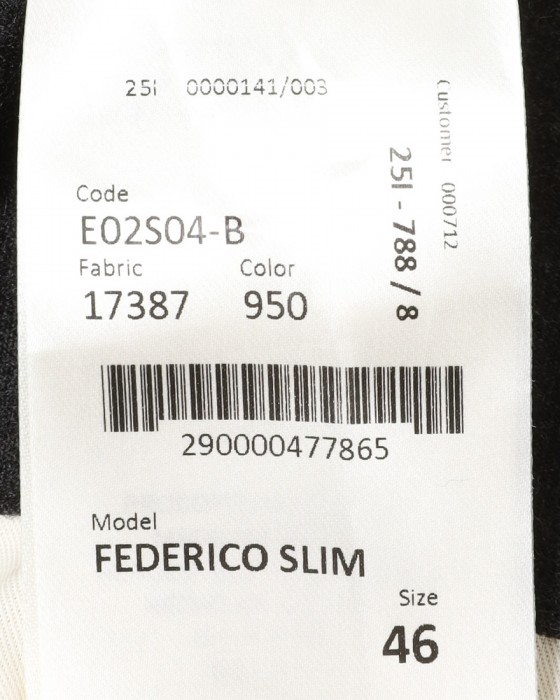 25I 0000141/003
Customer 000712
25I - 788 / 8
Code
E02S04-B
Fabric Color
17387 950
290000477865
Model
FEDERICO SLIM
Size
46